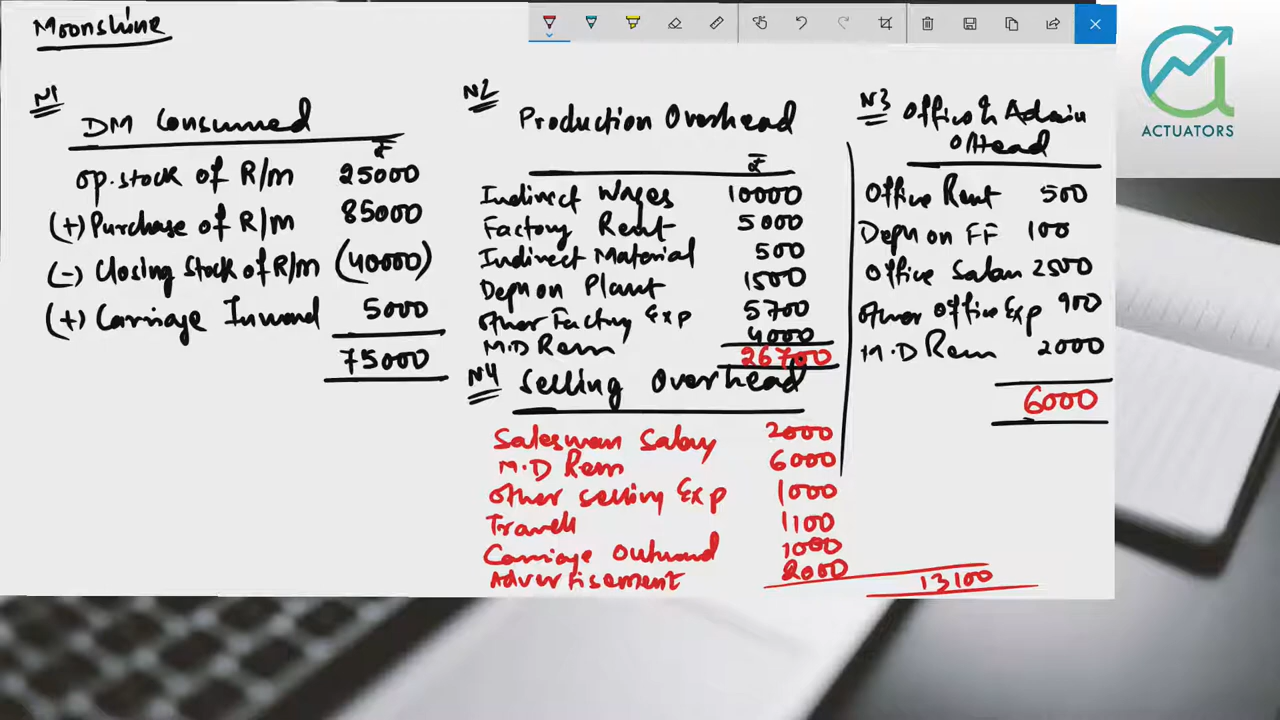 Moonshine
N1
DM Consumed
₹
op. stock of R/m 25000
(+) Purchase of R/m 85000
(-) Closing Stock of R/m (40000)
(+) Carriage Inward 5000
75000
N2
Production Overhead
₹
Indirect Wages 10000
Factory Rent 5000
Indirect Material 500
Depn on Plant 1500
Other Factory Exp 5700
M.D Rem 4000
26700
N4
Selling Overhead
Salesman Salary 2000
M.D Rem 6000
Other Selling Exp 1000
Travell 1100
Carriage Outward 1000
Advertisement 2000
13100
N3
Office & Admin
O/Head
Office Rent 500
Depn on FF 100
Office Salary 2500
Other Office Exp 900
M.D Rem 2000
6000
ACTUATORS